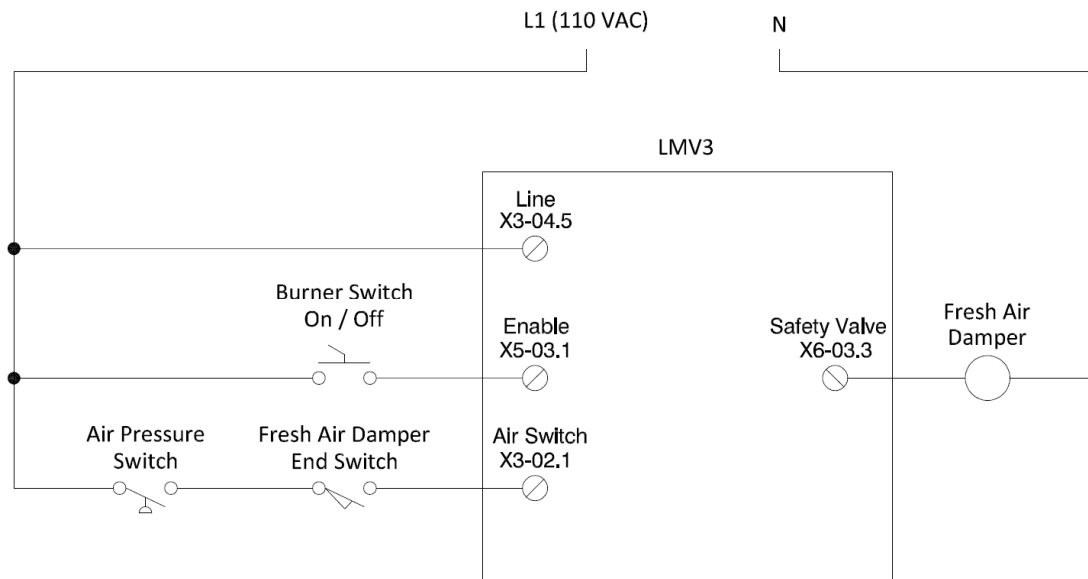 L1 (110 VAC)
N
LMV3
Line
X3-04.5
Burner Switch
On / Off
Enable
X5-03.1
Safety Valve
X6-03.3
Fresh Air
Damper
Air Pressure
Switch
Fresh Air Damper
End Switch
Air Switch
X3-02.1